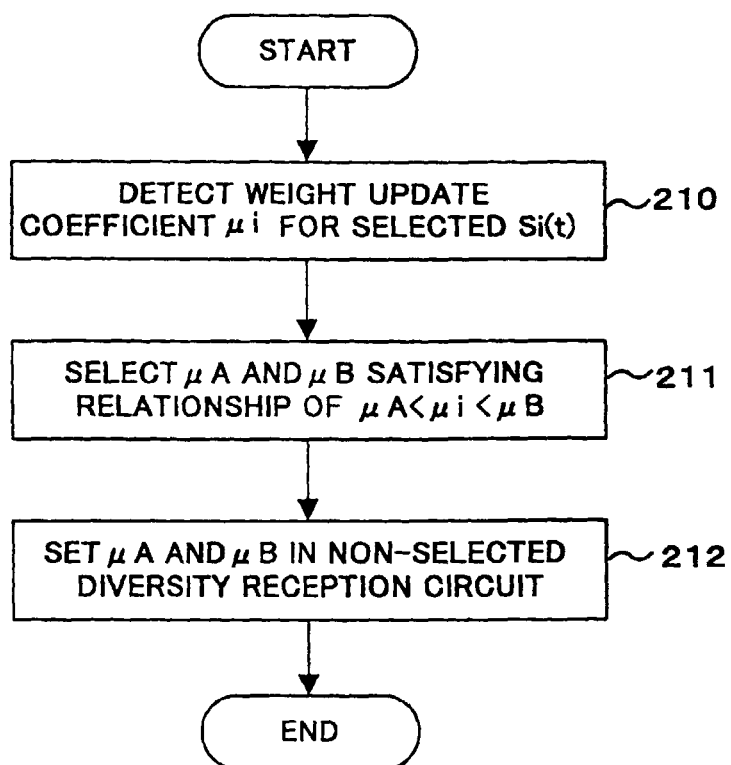 START
DETECT WEIGHT UPDATE
COEFFICIENT μi FOR SELECTED Si(t)
210
SELECT μA AND μB SATISFYING
RELATIONSHIP OF μA<μi<μB
211
SET μA AND μB IN NON-SELECTED
DIVERSITY RECEPTION CIRCUIT
212
END